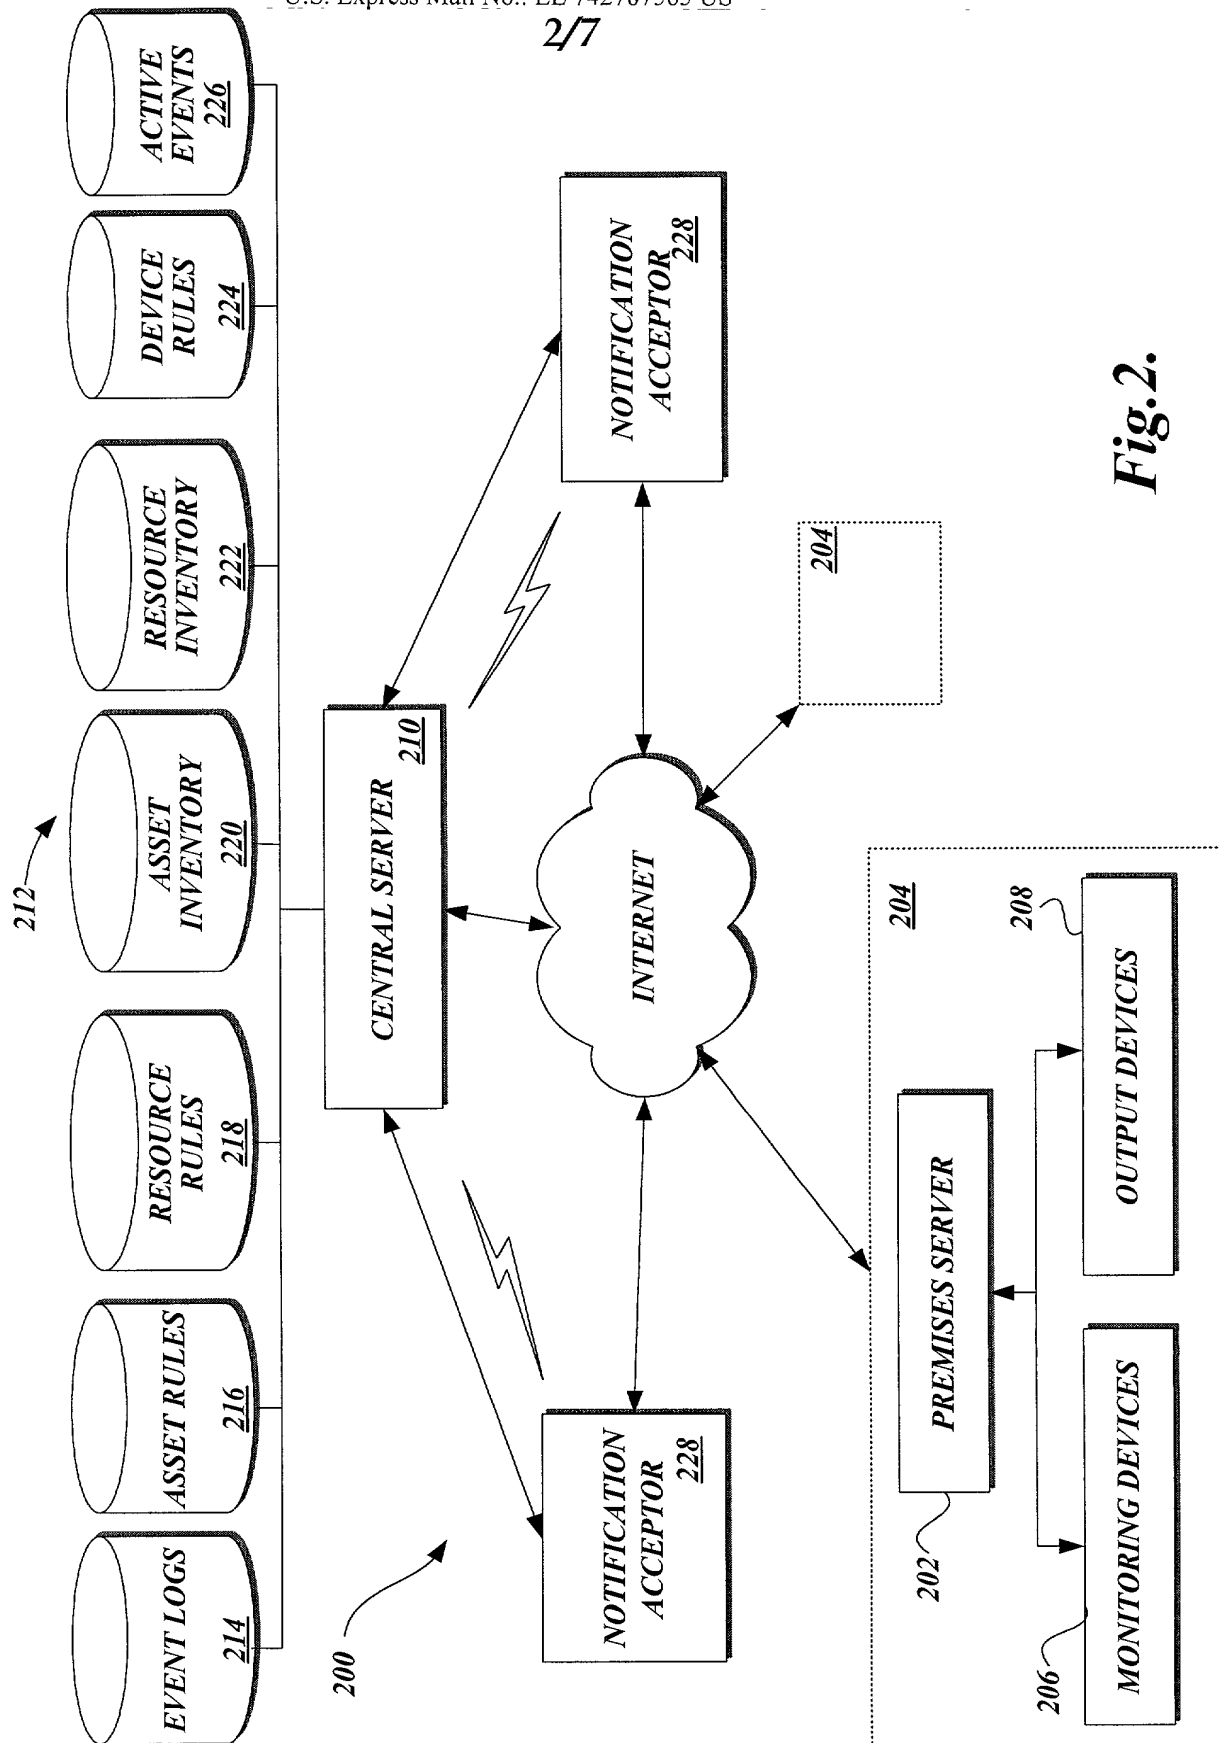 U.S. Express Mail No.: EL 742767565 US
2/7
212
EVENT LOGS
214
ASSET RULES
216
RESOURCE
RULES
218
ASSET
INVENTORY
220
RESOURCE
INVENTORY
222
DEVICE
RULES
224
ACTIVE
EVENTS
226
CENTRAL SERVER
210
200
NOTIFICATION
ACCEPTOR
228
INTERNET
NOTIFICATION
ACCEPTOR
228
204
204
202
PREMISES SERVER
206
MONITORING DEVICES
208
OUTPUT DEVICES
Fig.2.